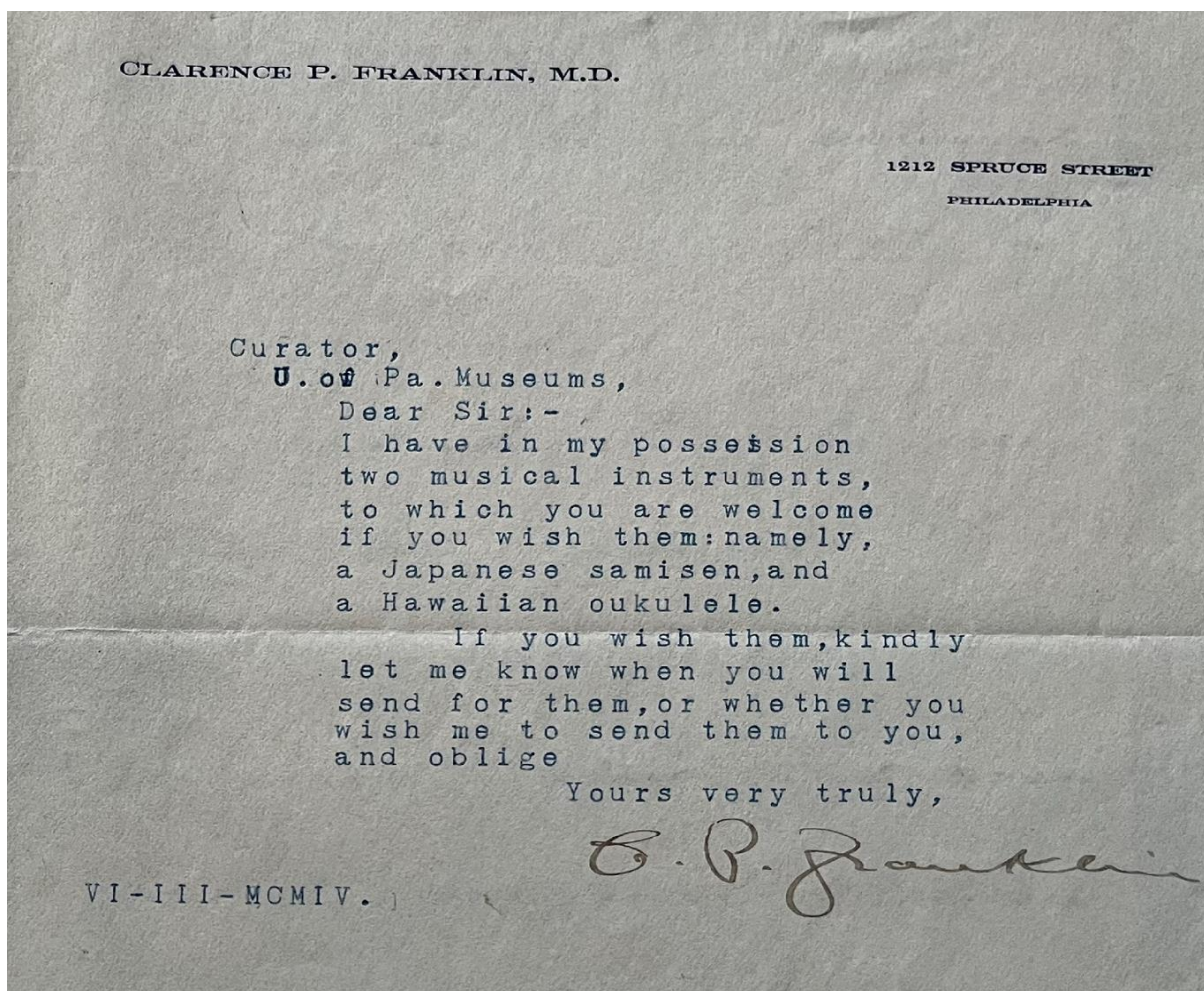 CLARENCE P. FRANKLIN, M.D.
1212 SPRUCE STREET
PHILADELPHIA
Curator,
U. of Pa. Museums,
Dear Sir:-
I have in my possession
two musical instruments,
to which you are welcome
if you wish them:namely,
a Japanese samisen,and
a Hawaiian oukulele.
If you wish them,kindly
let me know when you will
send for them,or whether you
wish me to send them to you,
and oblige
Yours very truly,
C. P. Franklin
VI-III-MCMIV.